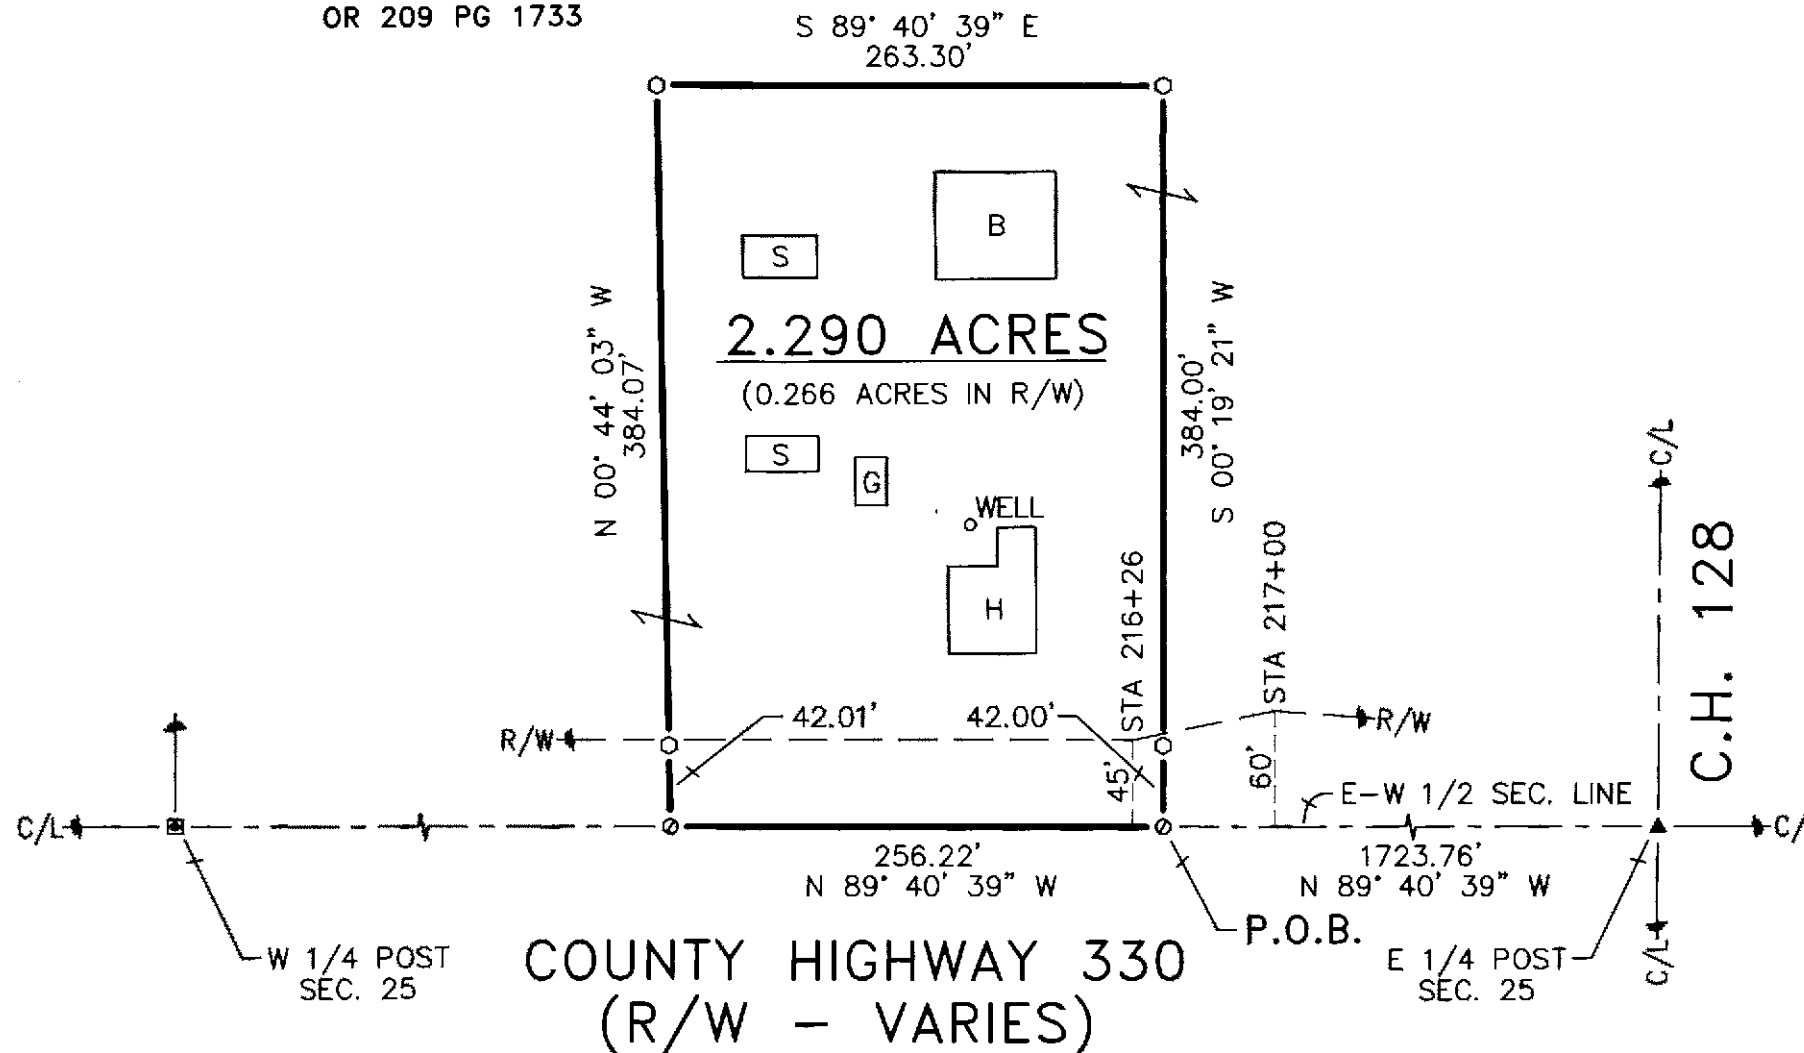 OR 209 PG 1733
S 89° 40' 39" E
263.30'
B
S
2.290 ACRES
(0.266 ACRES IN R/W)
N 00° 44' 03" W
384.07'
384.00'
S 00° 19' 21" W
S
G
WELL
H
STA 216+26
STA 217+00
C/L
C.H. 128
R/W
42.01'
42.00'
R/W
45'
60'
E-W 1/2 SEC. LINE
C/L
C/
256.22'
N 89° 40' 39" W
1723.76'
N 89° 40' 39" W
P.O.B.
W 1/4 POST
SEC. 25
E 1/4 POST
SEC. 25
C/L
COUNTY HIGHWAY 330
(R/W - VARIES)